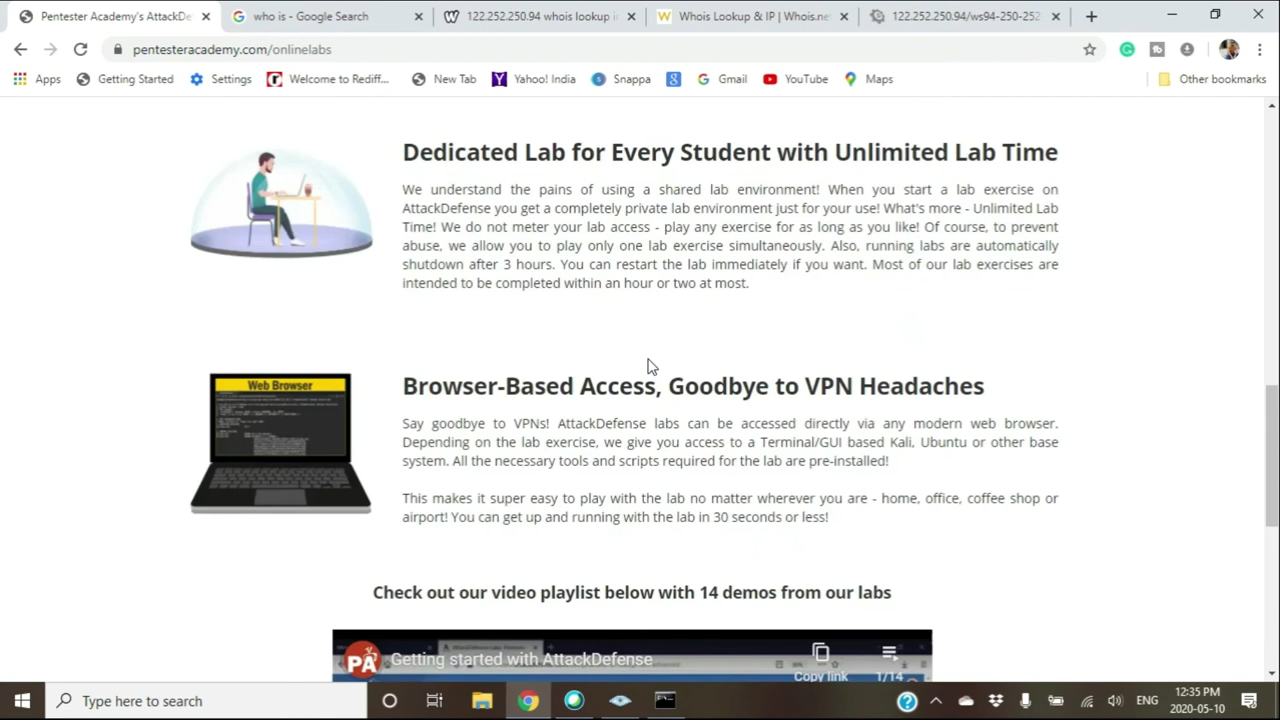 Pentester Academy's AttackDe
who is - Google Search
122.252.250.94 whois lookup i
Whois Lookup & IP | Whois.ne
122.252.250.94/ws94-250-252
pentesteracademy.com/onlinelabs
Apps
Getting Started
Settings
Welcome to Rediff...
New Tab
Yahoo! India
Snappa
Gmail
YouTube
Maps
Other bookmarks
Dedicated Lab for Every Student with Unlimited Lab Time
We understand the pains of using a shared lab environment! When you start a lab exercise on
AttackDefense you get a completely private lab environment just for your use! What's more - Unlimited Lab
Time! We do not meter your lab access - play any exercise for as long as you like! Of course, to prevent
abuse, we allow you to play only one lab exercise simultaneously. Also, running labs are automatically
shutdown after 3 hours. You can restart the lab immediately if you want. Most of our lab exercises are
intended to be completed within an hour or two at most.
Web Browser
Browser-Based Access, Goodbye to VPN Headaches
Say goodbye to VPNs! AttackDefense labs can be accessed directly via any modern web browser.
Depending on the lab exercise, we give you access to a Terminal/GUI based Kali, Ubuntu or other base
system. All the necessary tools and scripts required for the lab are pre-installed!
This makes it super easy to play with the lab no matter wherever you are - home, office, coffee shop or
airport! You can get up and running with the lab in 30 seconds or less!
Check out our video playlist below with 14 demos from our labs
PA
Getting started with AttackDefense
Copy link
1/14
Type here to search
ENG
12:35 PM
2020-05-10